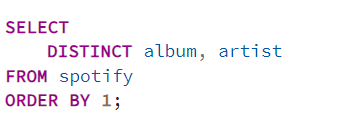 SELECT
    DISTINCT album, artist
FROM spotify
ORDER BY 1;